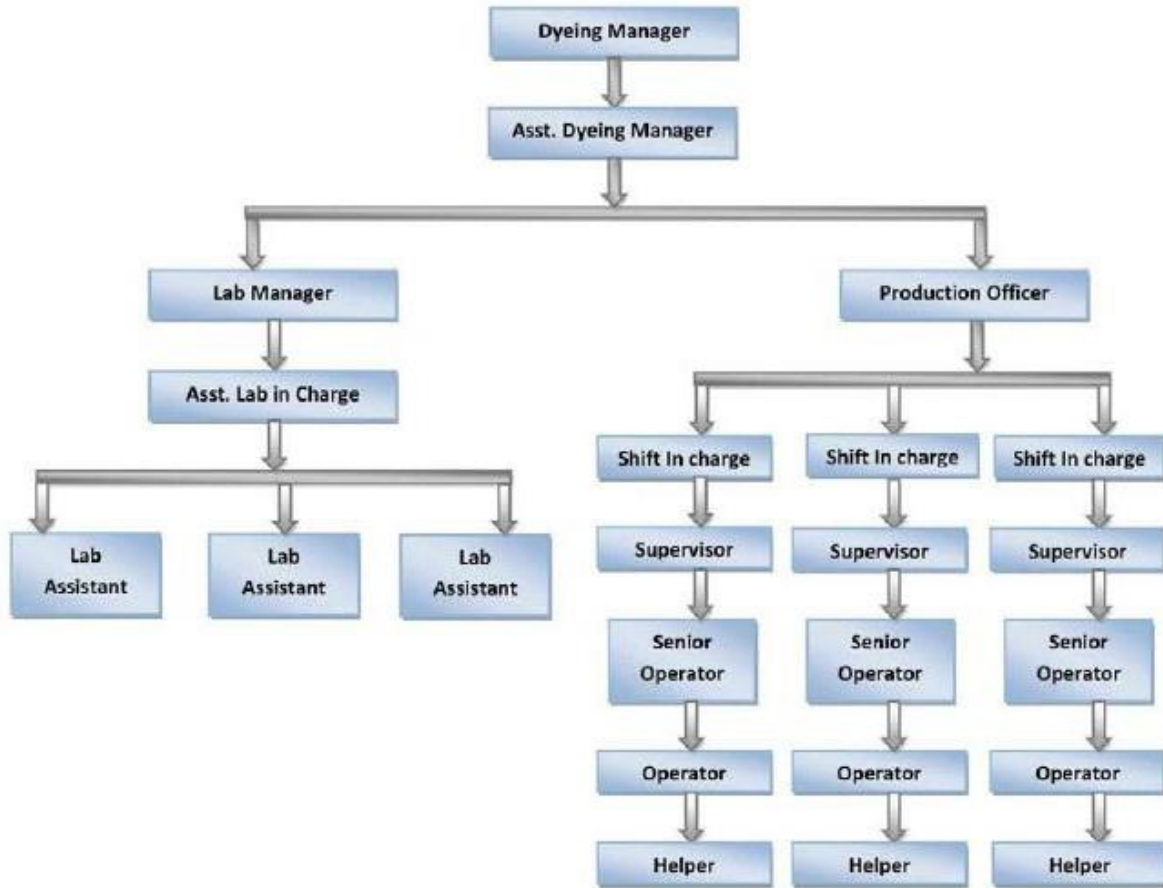 Dyeing Manager
Asst. Dyeing Manager
Lab Manager
Production Officer
Asst. Lab in Charge
Shift In charge
Shift In charge
Shift In charge
Lab
Assistant
Lab
Assistant
Lab
Assistant
Supervisor
Supervisor
Supervisor
Senior
Operator
Senior
Operator
Senior
Operator
Operator
Operator
Operator
Helper
Helper
Helper